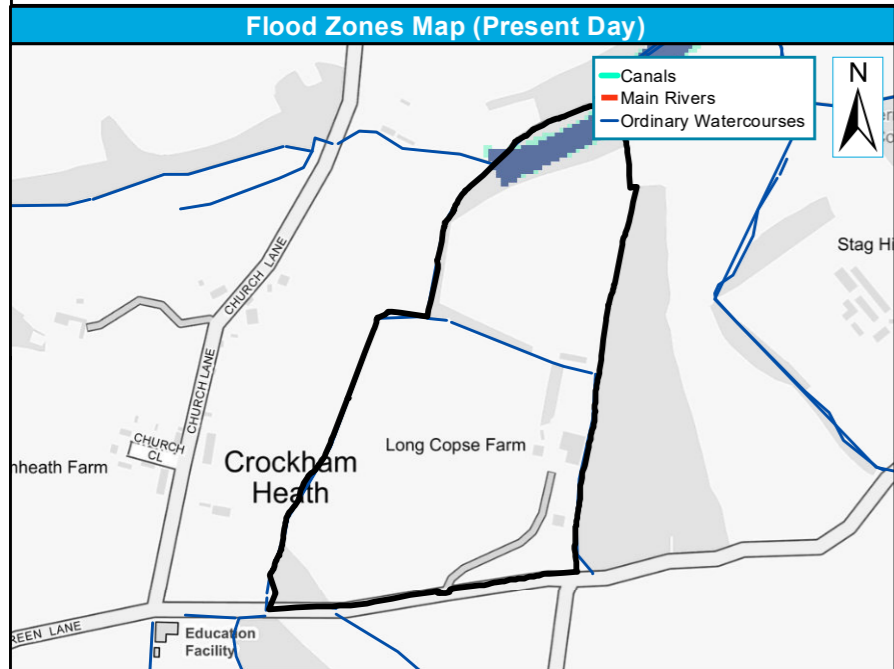 Flood Zones Map (Present Day)
Canals
Main Rivers
Ordinary Watercourses
N
Stag Hi
CHURCH LANE
CHURCH LANE
CHURCH
CL
nheath Farm
Crockham
Heath
Long Copse Farm
REEN LANE
Education
Facility